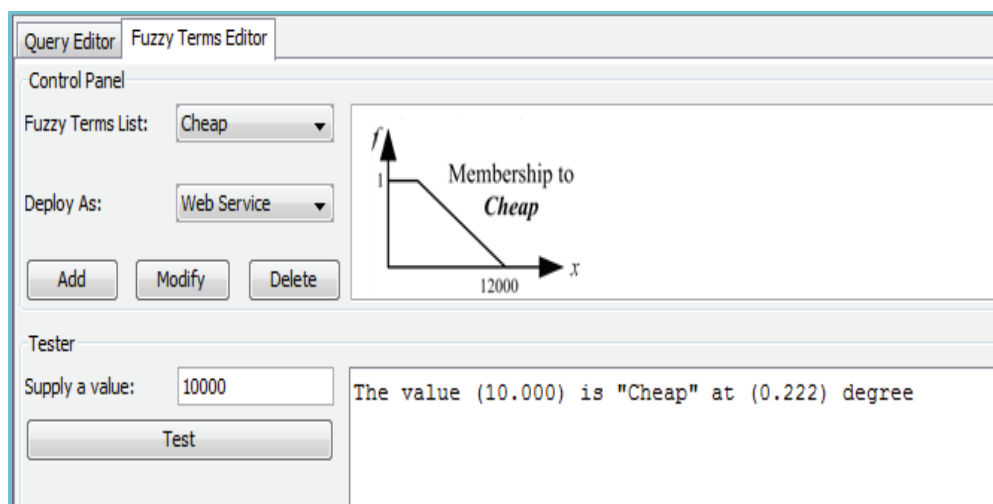 Query Editor Fuzzy Terms Editor
Control Panel
Fuzzy Terms List: Cheap
Deploy As: Web Service
Add Modify Delete
f
1
Membership to
Cheap
x
12000
Tester
Supply a value: 10000
Test
The value (10.000) is "Cheap" at (0.222) degree